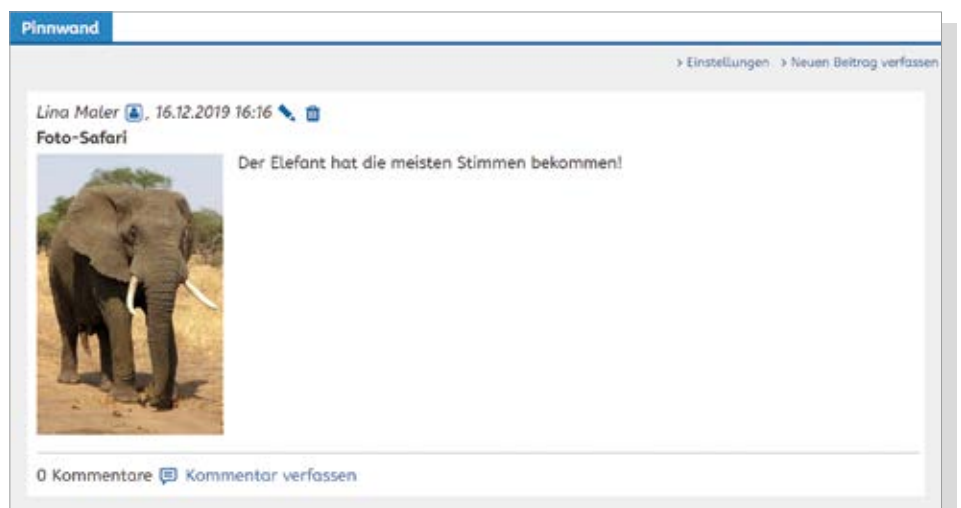 Pinnwand
› Einstellungen › Neuen Beitrag verfassen
Lina Maler , 16.12.2019 16:16
Foto-Safari
Der Elefant hat die meisten Stimmen bekommen!
0 Kommentare Kommentar verfassen